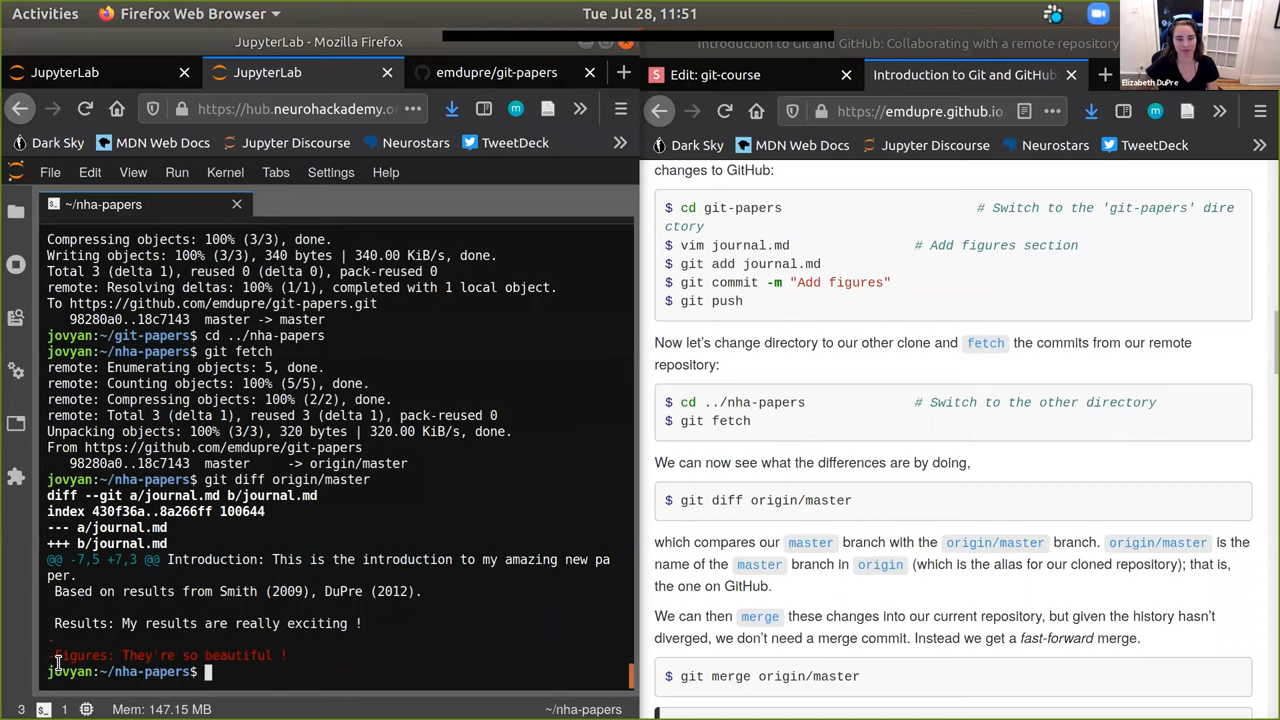 Activities Firefox Web Browser Tue Jul 28, 11:51
JupyterLab - Mozilla Firefox
JupyterLab JupyterLab emdupre/git-papers
https://hub.neurohackademy.or
Dark Sky MDN Web Docs Jupyter Discourse Neurostars TweetDeck
File Edit View Run Kernel Tabs Settings Help
~/nha-papers
Compressing objects: 100% (3/3), done.
Writing objects: 100% (3/3), 340 bytes | 340.00 KiB/s, done.
Total 3 (delta 1), reused 0 (delta 0), pack-reused 0
remote: Resolving deltas: 100% (1/1), completed with 1 local object.
To https://github.com/emdupre/git-papers.git
98280a0..18c7143 master -> master
jovyan:~/git-papers$ cd ../nha-papers
jovyan:~/nha-papers$ git fetch
remote: Enumerating objects: 5, done.
remote: Counting objects: 100% (5/5), done.
remote: Compressing objects: 100% (2/2), done.
remote: Total 3 (delta 1), reused 3 (delta 1), pack-reused 0
Unpacking objects: 100% (3/3), 320 bytes | 320.00 KiB/s, done.
From https://github.com/emdupre/git-papers
98280a0..18c7143 master -> origin/master
jovyan:~/nha-papers$ git diff origin/master
diff --git a/journal.md b/journal.md
index 430f36a..8a266ff 100644
--- a/journal.md
+++ b/journal.md
@@ -7,5 +7,3 @@ Introduction: This is the introduction to my amazing new pa
per.
Based on results from Smith (2009), DuPre (2012).
Results: My results are really exciting !
-
-Figures: They're so beautiful !
jovyan:~/nha-papers$
3 1 Mem: 147.15 MB ~/nha-papers
Introduction to Git and GitHub: Collaborating with a remote repository
Elizabeth DuPre
Edit: git-course Introduction to Git and GitHub:
https://emdupre.github.io
Dark Sky MDN Web Docs Jupyter Discourse Neurostars TweetDeck
changes to GitHub:
$ cd git-papers # Switch to the 'git-papers' dire
ctory
$ vim journal.md # Add figures section
$ git add journal.md
$ git commit -m "Add figures"
$ git push
Now let's change directory to our other clone and fetch the commits from our remote
repository:
$ cd ../nha-papers # Switch to the other directory
$ git fetch
We can now see what the differences are by doing,
$ git diff origin/master
which compares our master branch with the origin/master branch. origin/master is the
name of the master branch in origin (which is the alias for our cloned repository); that is,
the one on GitHub.
We can then merge these changes into our current repository, but given the history hasn't
diverged, we don't need a merge commit. Instead we get a fast-forward merge.
$ git merge origin/master